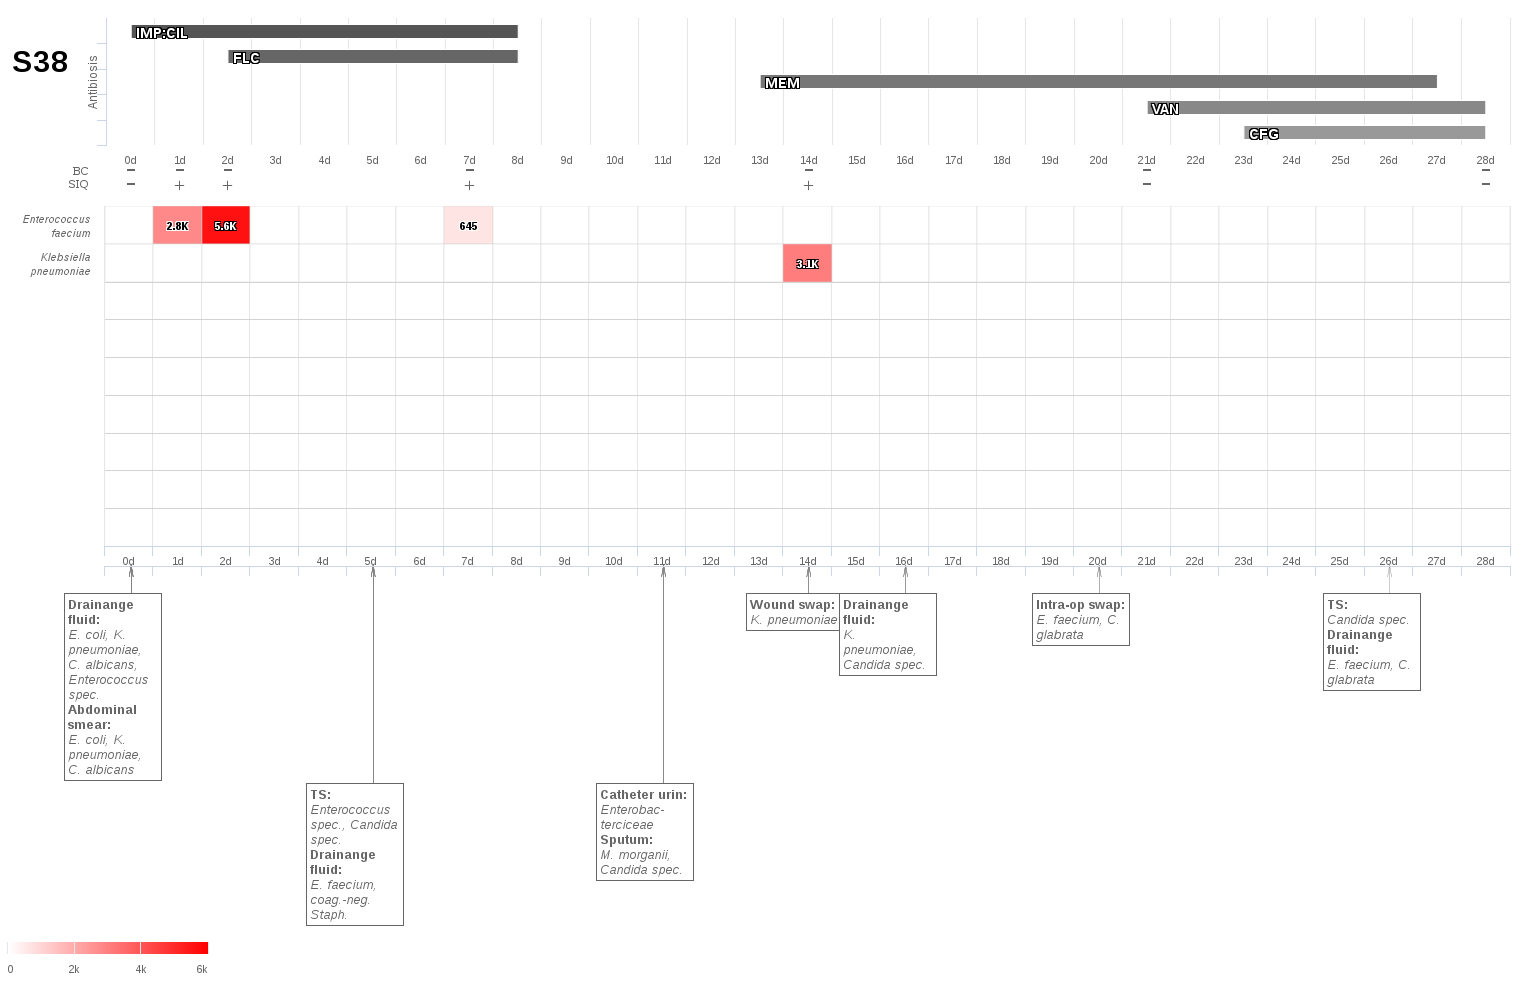 IMP:CIL
S38
Antibiosis
FLC
MEM
VAN
CFG
0d 1d 2d 3d 4d 5d 6d 7d 8d 9d 10d 11d 12d 13d 14d 15d 16d 17d 18d 19d 20d 21d 22d 23d 24d 25d 26d 27d 28d
BC − − − − − − −
SIQ − + + + + − −
Enterococcus
faecium
2.8K 5.6K 645
Klebsiella
pneumoniae
3.1K
0d 1d 2d 3d 4d 5d 6d 7d 8d 9d 10d 11d 12d 13d 14d 15d 16d 17d 18d 19d 20d 21d 22d 23d 24d 25d 26d 27d 28d
Drainange
fluid:
E. coli, K.
pneumoniae,
C. albicans,
Enterococcus
spec.
Abdominal
smear:
E. coli, K.
pneumoniae,
C. albicans
TS:
Enterococcus
spec., Candida
spec.
Drainange
fluid:
E. faecium,
coag.-neg.
Staph.
Catheter urin:
Enterobac-
terciceae
Sputum:
M. morganii,
Candida spec.
Wound swap:
K. pneumoniae
Drainange
fluid:
K.
pneumoniae,
Candida spec.
Intra-op swap:
E. faecium, C.
glabrata
TS:
Candida spec.
Drainange
fluid:
E. faecium, C.
glabrata
0 2k 4k 6k